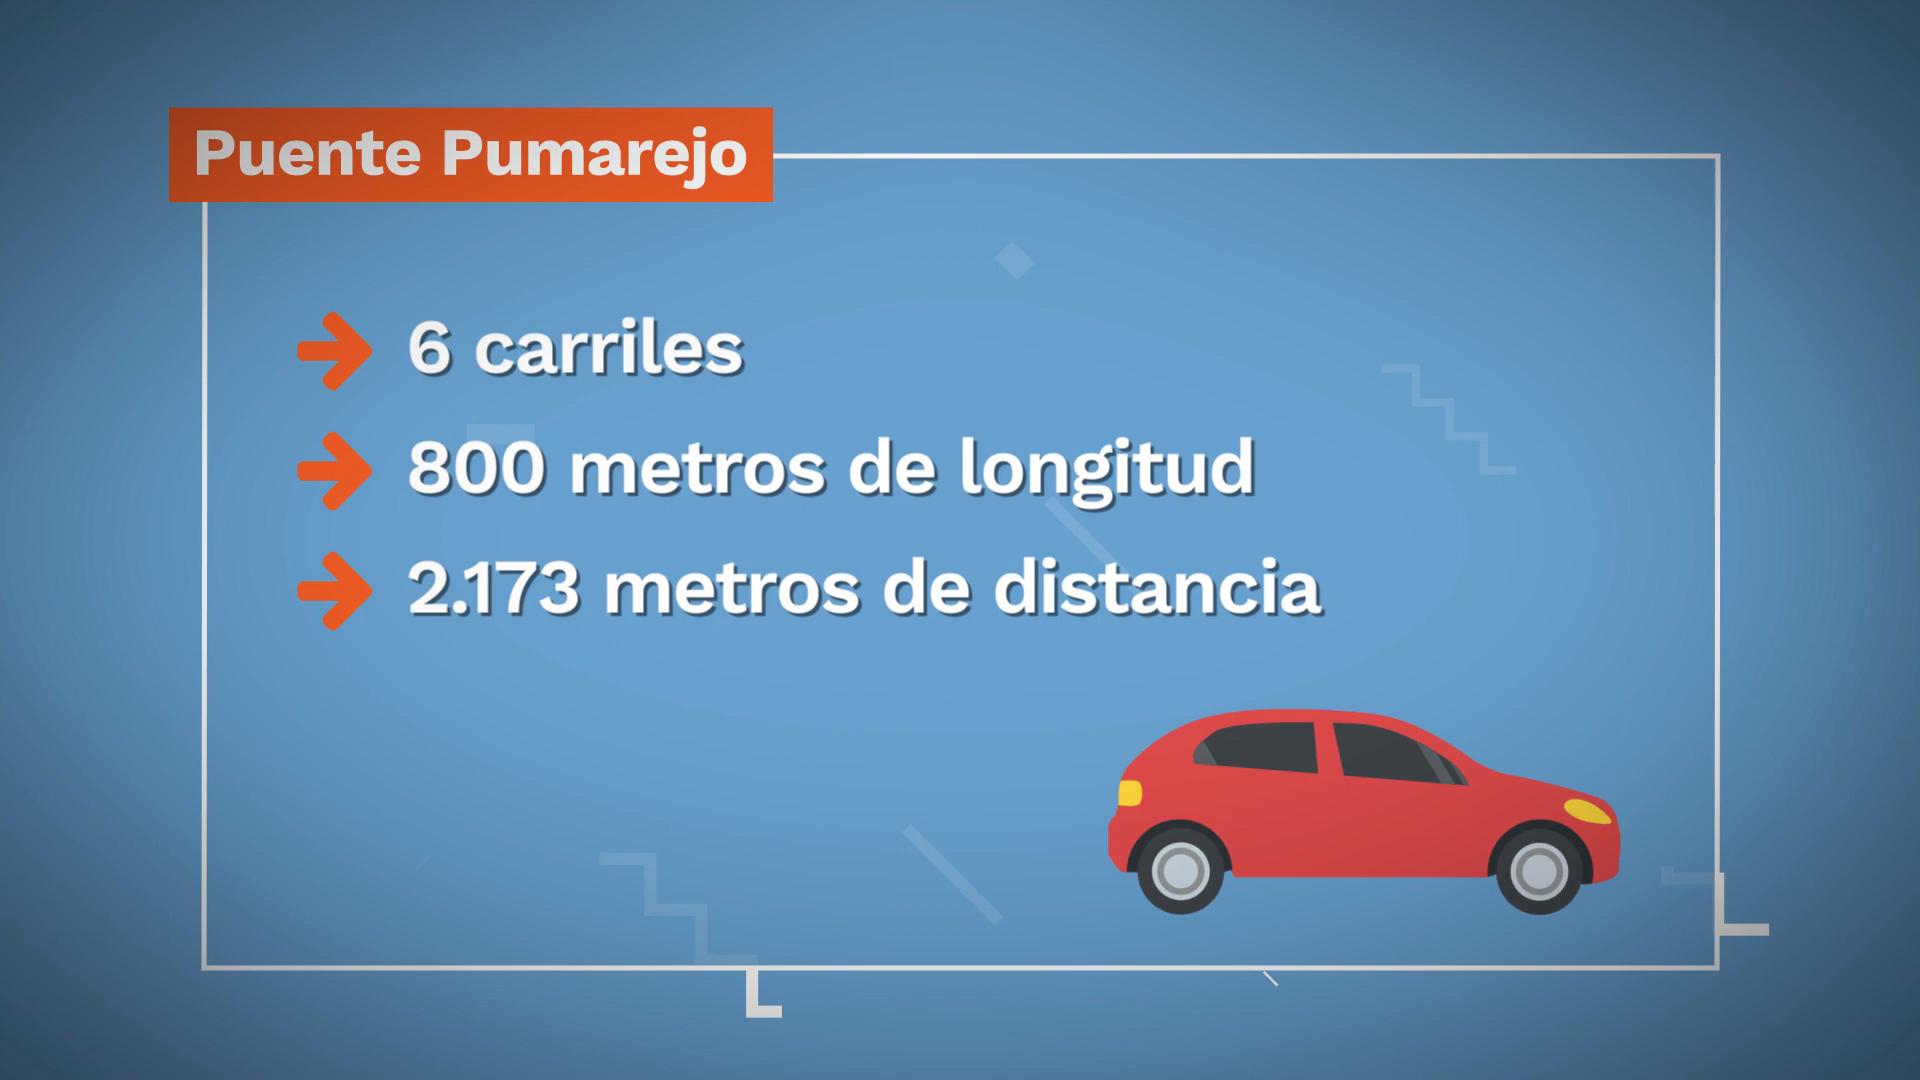 Puente Pumarejo
6 carriles
800 metros de longitud
2.173 metros de distancia